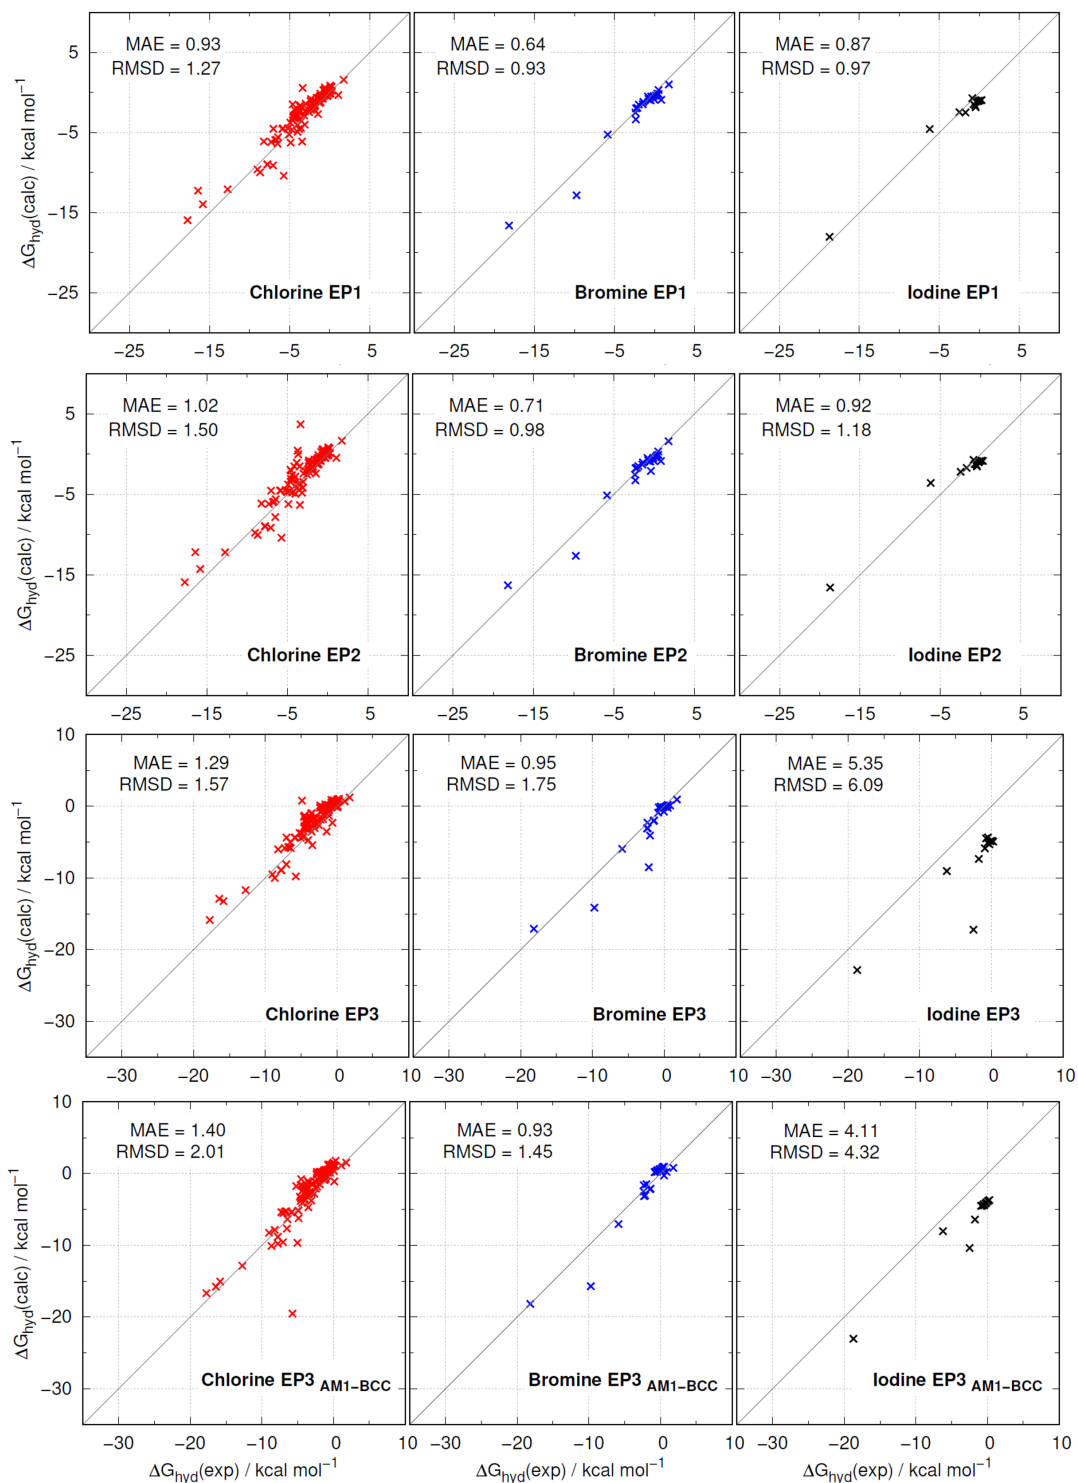 MAE = 0.93
RMSD = 1.27
MAE = 0.64
RMSD = 0.93
MAE = 0.87
RMSD = 0.97
5
−5
−15
−25
ΔG_hyd(calc) / kcal mol⁻¹
Chlorine EP1
Bromine EP1
Iodine EP1
−25 −15 −5 5
−25 −15 −5 5
−25 −15 −5 5
MAE = 1.02
RMSD = 1.50
MAE = 0.71
RMSD = 0.98
MAE = 0.92
RMSD = 1.18
5
−5
−15
−25
ΔG_hyd(calc) / kcal mol⁻¹
Chlorine EP2
Bromine EP2
Iodine EP2
−25 −15 −5 5
−25 −15 −5 5
−25 −15 −5 5
MAE = 1.29
RMSD = 1.57
MAE = 0.95
RMSD = 1.75
MAE = 5.35
RMSD = 6.09
10
0
−10
−20
−30
ΔG_hyd(calc) / kcal mol⁻¹
Chlorine EP3
Bromine EP3
Iodine EP3
−30 −20 −10 0 10
−30 −20 −10 0 10
−30 −20 −10 0 10
MAE = 1.40
RMSD = 2.01
MAE = 0.93
RMSD = 1.45
MAE = 4.11
RMSD = 4.32
10
0
−10
−20
−30
ΔG_hyd(calc) / kcal mol⁻¹
Chlorine EP3 AM1−BCC
Bromine EP3 AM1−BCC
Iodine EP3 AM1−BCC
−30 −20 −10 0 10
−30 −20 −10 0 10
−30 −20 −10 0 10
ΔG_hyd(exp) / kcal mol⁻¹
ΔG_hyd(exp) / kcal mol⁻¹
ΔG_hyd(exp) / kcal mol⁻¹